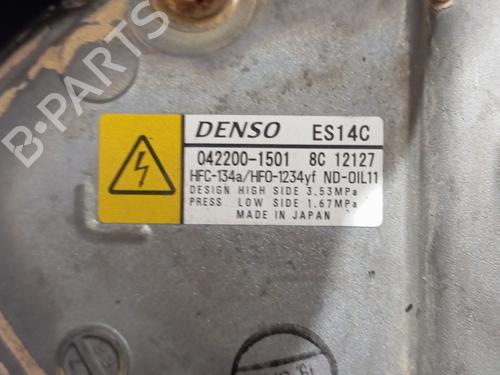 B-PARTS
DENSO ES14C
042200-1501 8C 12127
HFC-134a/HFO-1234yf ND-OIL11
DESIGN HIGH SIDE 3.53MPa
PRESS LOW SIDE 1.67MPa
MADE IN JAPAN